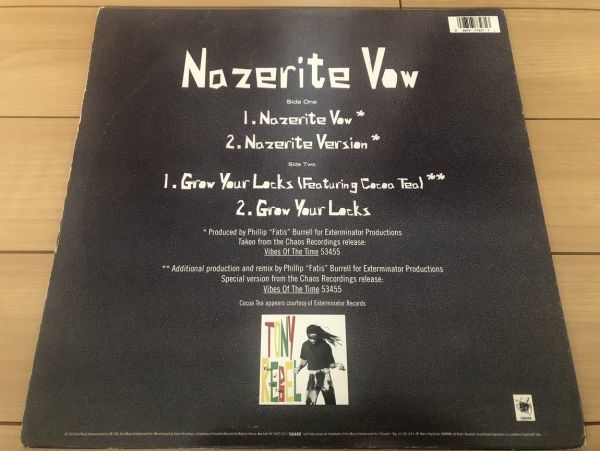 Nazerite Vow
Side One
1. Nazerite Vow *
2. Nazerite Version *
Side Two
1. Grow Your Locks (Featuring Cocoa Tea) **
2. Grow Your Locks
* Produced by Phillip "Fatis" Burrell for Exterminator Productions
Taken from the Chaos Recordings release:
Vibes Of The Time 53455
** Additional production and remix by Phillip "Fatis" Burrell for Exterminator Productions
Special version from the Chaos Recordings release:
Vibes Of The Time 53455
Cocoa Tea appears courtesy of Exterminator Records
TONY
REBEL
CHAOS